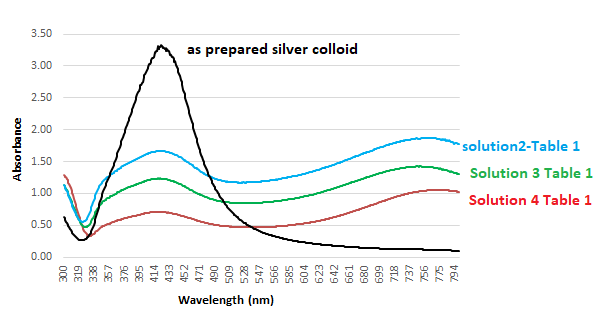 3.50
as prepared silver colloid
3.00
2.50
2.00
Absorbance
solution2-Table 1
1.50
Solution 3 Table 1
1.00
Solution 4 Table 1
0.50
0.00
300 319 338 357 376 395 414 433 452 471 490 509 528 547 566 585 604 623 642 661 680 699 718 737 756 775 794
Wavelength (nm)